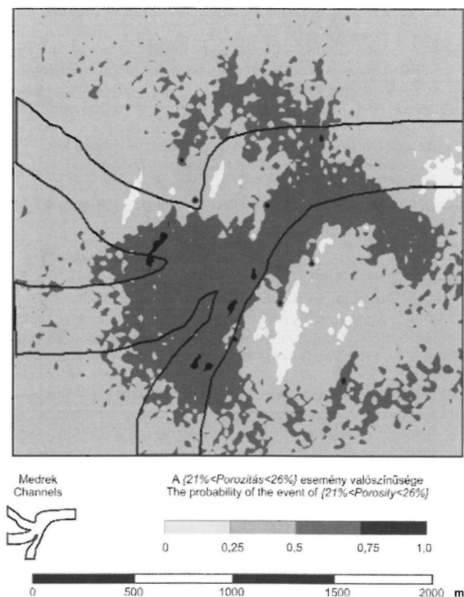 Medrek
Channels
A {21%<Porozitás<26%} esemény valószínűsége
The probability of the event of {21%<Porosity<26%}
0 0,25 0,5 0,75 1,0
0 500 1000 1500 2000 m